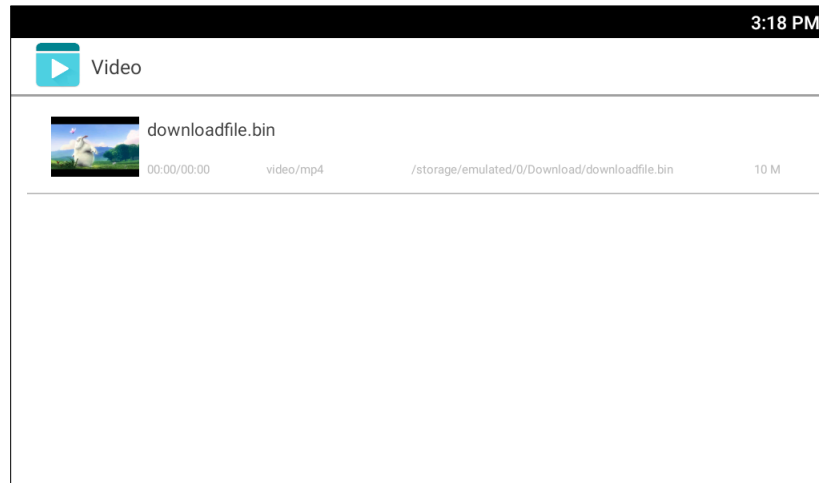 3:18 PM
Video
downloadfile.bin
00:00/00:00 video/mp4 /storage/emulated/0/Download/downloadfile.bin 10 M